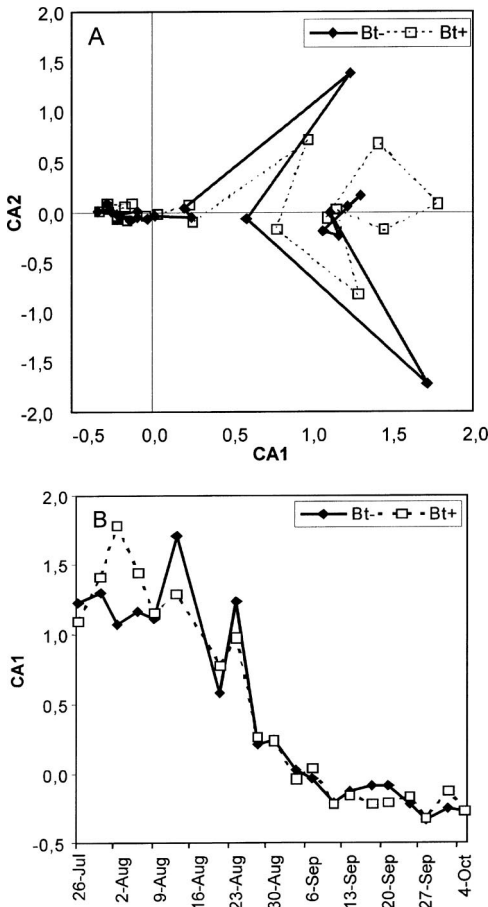 A
Bt-
Bt+
2,0
1,5
1,0
0,5
0,0
-0,5
-1,0
-1,5
-2,0
CA2
-0,5
0,0
0,5
1,0
1,5
2,0
CA1
B
Bt-
Bt+
2,0
1,5
1,0
0,5
0,0
-0,5
CA1
26-Jul
2-Aug
9-Aug
16-Aug
23-Aug
30-Aug
6-Sep
13-Sep
20-Sep
27-Sep
4-Oct